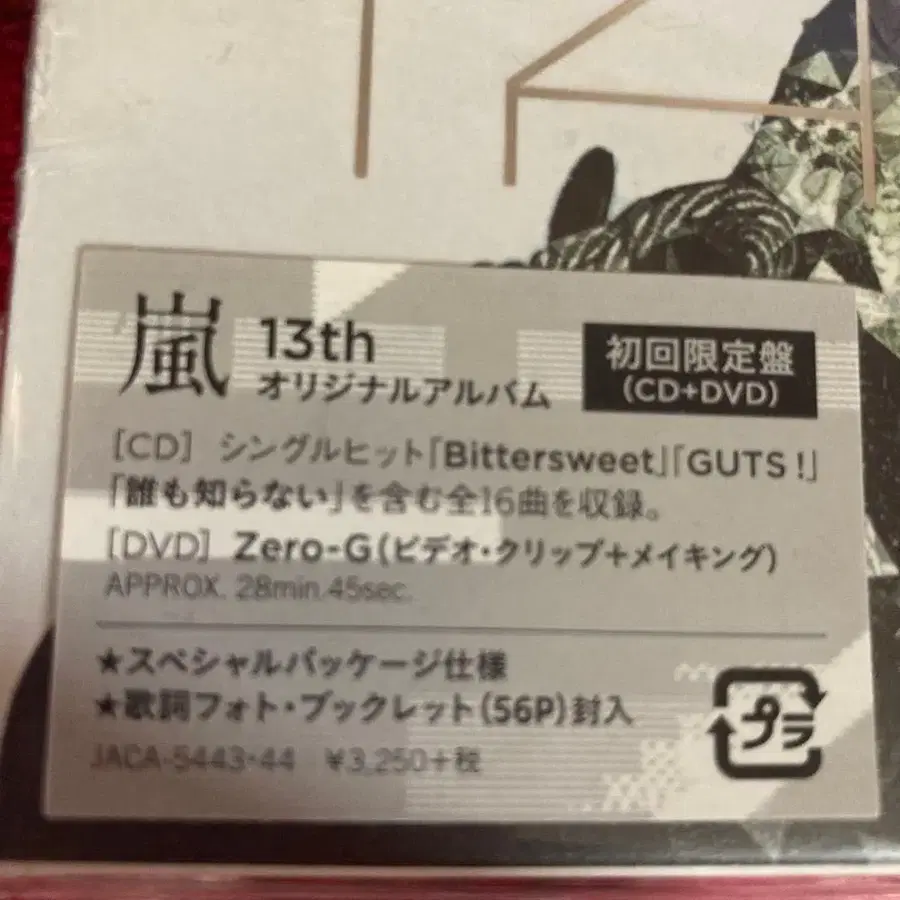 嵐 13th
オリジナルアルバム
初回限定盤
(CD+DVD)
[CD] シングルヒット「Bittersweet」「GUTS !」
「誰も知らない」を含む全16曲を収録。
[DVD] Zero-G(ビデオ・クリップ+メイキング)
APPROX. 28min.45sec.
★スペシャルパッケージ仕様
★歌詞フォト・ブックレット(56P)封入
JACA-5443・44 ¥3,250+税
プラ